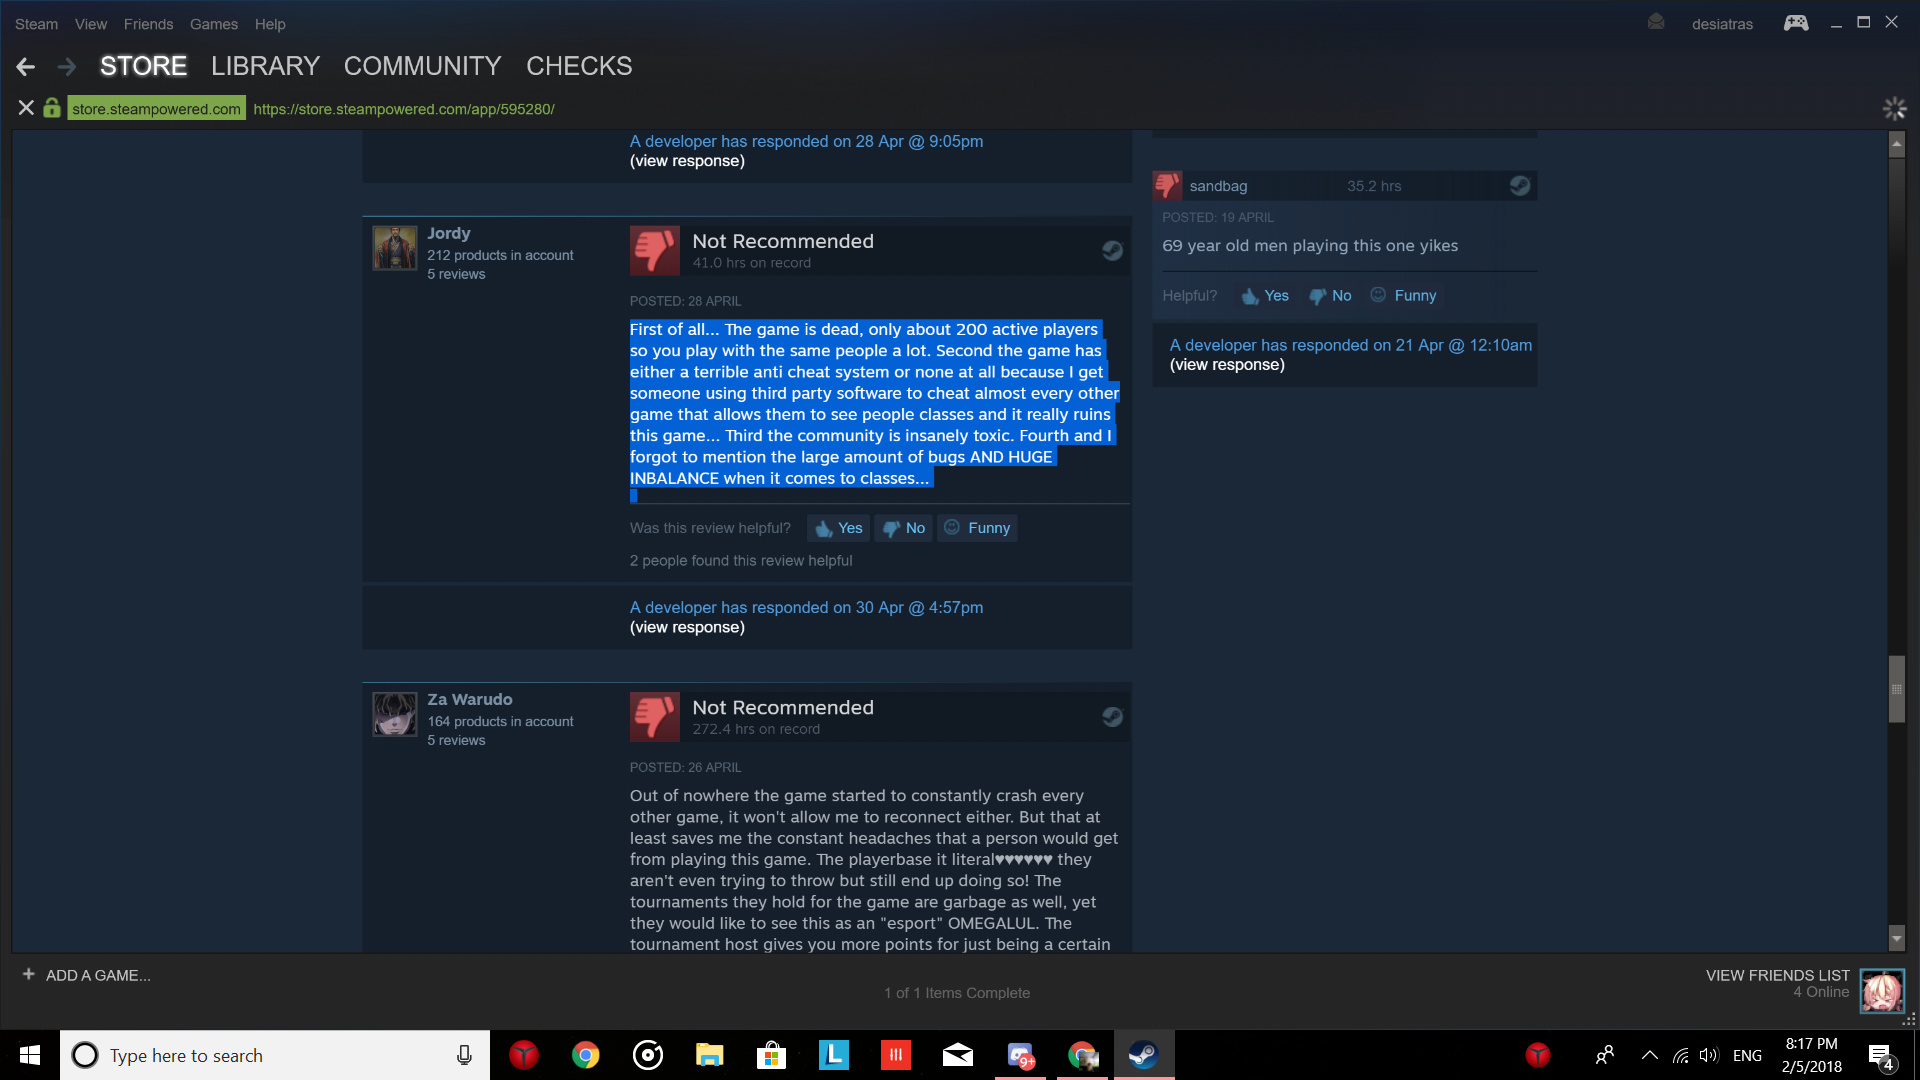 Steam View Friends Games Help
desiatras
STORE LIBRARY COMMUNITY CHECKS
store.steampowered.com https://store.steampowered.com/app/595280/
A developer has responded on 28 Apr @ 9:05pm
(view response)
Jordy
212 products in account
5 reviews
Not Recommended
41.0 hrs on record
POSTED: 28 APRIL
First of all... The game is dead, only about 200 active players
so you play with the same people a lot. Second the game has
either a terrible anti cheat system or none at all because I get
someone using third party software to cheat almost every other
game that allows them to see people classes and it really ruins
this game... Third the community is insanely toxic. Fourth and I
forgot to mention the large amount of bugs AND HUGE
INBALANCE when it comes to classes...
Was this review helpful? Yes No Funny
2 people found this review helpful
A developer has responded on 30 Apr @ 4:57pm
(view response)
Za Warudo
164 products in account
5 reviews
Not Recommended
272.4 hrs on record
POSTED: 26 APRIL
Out of nowhere the game started to constantly crash every
other game, it won't allow me to reconnect either. But that at
least saves me the constant headaches that a person would get
from playing this game. The playerbase it literal♥♥♥♥♥♥ they
aren't even trying to throw but still end up doing so! The
tournaments they hold for the game are garbage as well, yet
they would like to see this as an "esport" OMEGALUL. The
tournament host gives you more points for just being a certain
sandbag 35.2 hrs
POSTED: 19 APRIL
69 year old men playing this one yikes
Helpful? Yes No Funny
A developer has responded on 21 Apr @ 12:10am
(view response)
+ ADD A GAME...
1 of 1 Items Complete
VIEW FRIENDS LIST
4 Online
Type here to search
L
9+
ENG
8:17 PM
2/5/2018
4